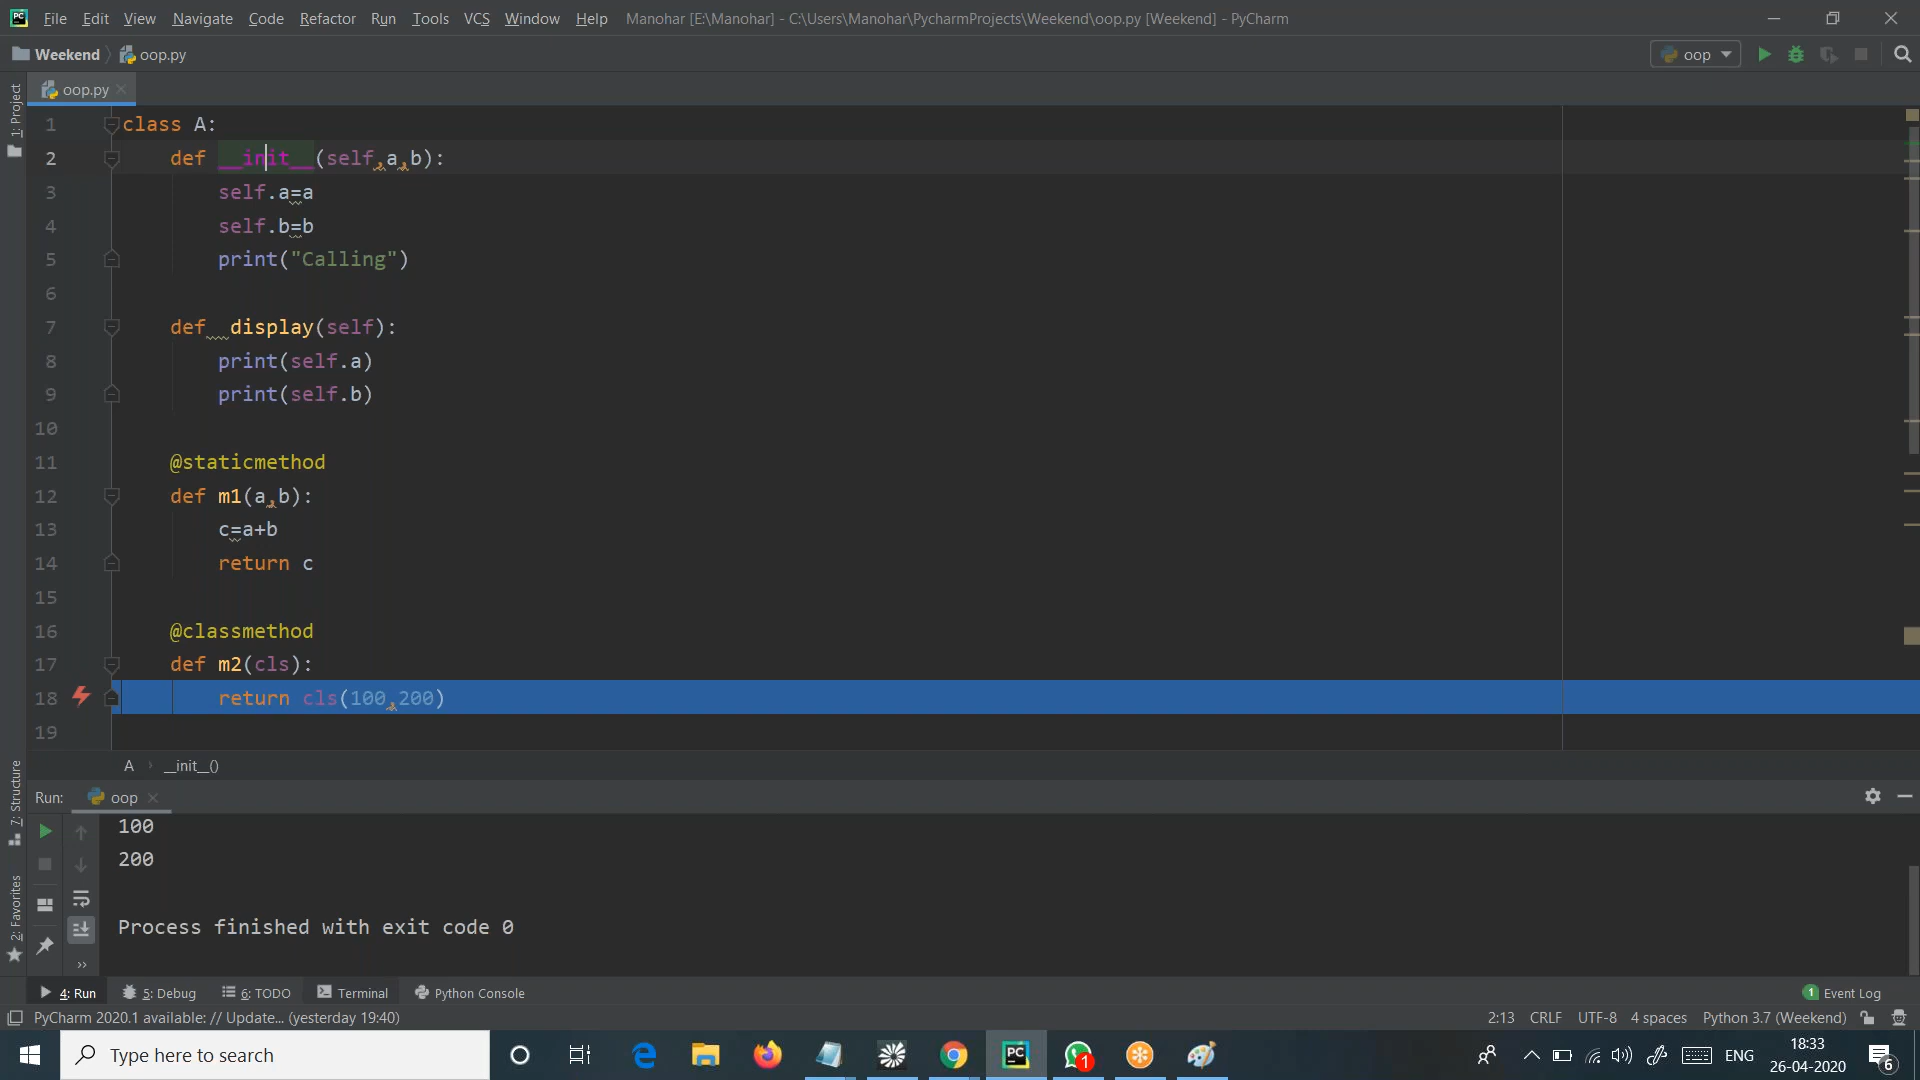 File Edit View Navigate Code Refactor Run Tools VCS Window Help Manohar [E:\Manohar] - C:\Users\Manohar\PycharmProjects\Weekend\oop.py [Weekend] - PyCharm
Weekend oop.py oop
1: Project
oop.py
1 class A:
2 def __init__(self,a,b):
3 self.a=a
4 self.b=b
5 print("Calling")
6
7 def  display(self):
8 print(self.a)
9 print(self.b)
10
11 @staticmethod
12 def m1(a,b):
13 c=a+b
14 return c
15
16 @classmethod
17 def m2(cls):
18 return cls(100,200)
19
A __init__()
7: Structure
2: Favorites
Run: oop
100
200
Process finished with exit code 0
4: Run 5: Debug 6: TODO Terminal Python Console 1 Event Log
PyCharm 2020.1 available: // Update... (yesterday 19:40) 2:13 CRLF UTF-8 4 spaces Python 3.7 (Weekend)
Type here to search PC 1 ENG 18:33
26-04-2020 6